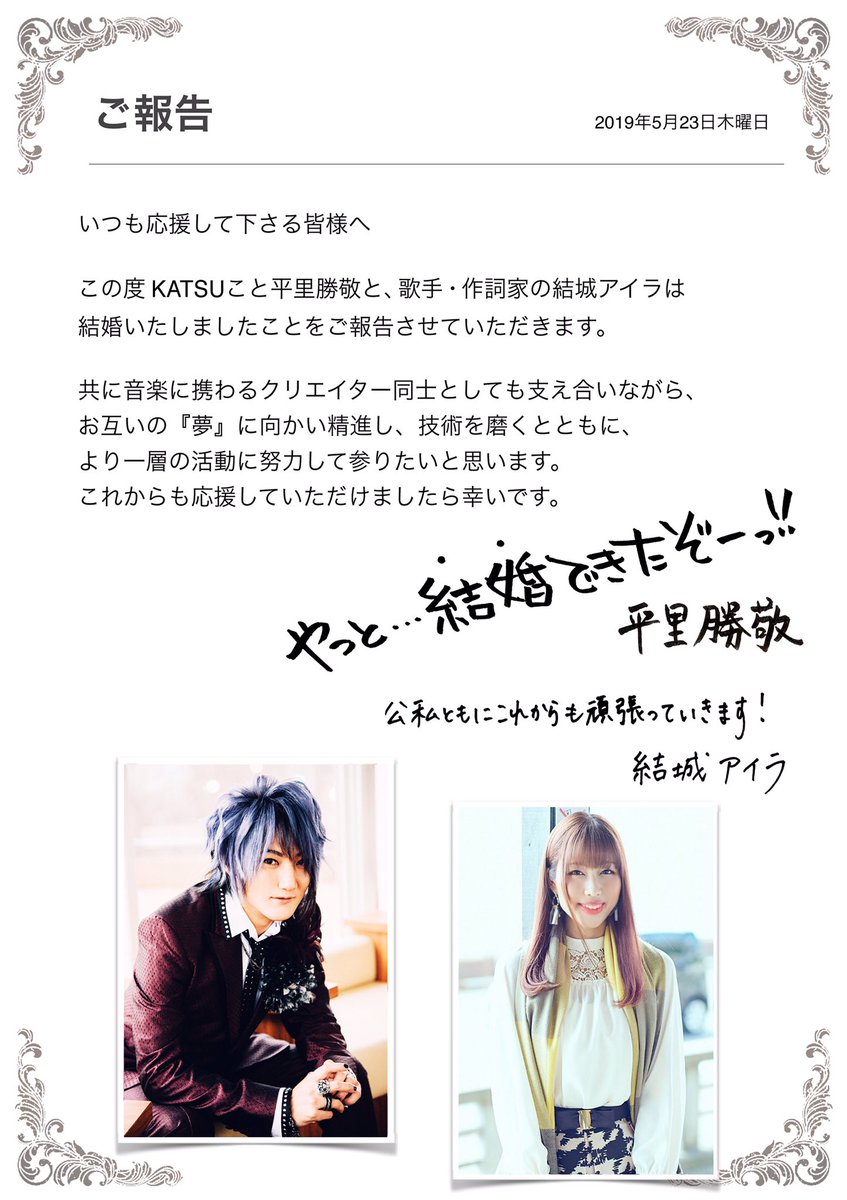 ご報告
2019年5月23日木曜日
いつも応援して下さる皆様へ
この度 KATSUこと平里勝敬と、歌手・作詞家の結城アイラは
結婚いたしましたことをご報告させていただきます。
共に音楽に携わるクリエイター同士としても支え合いながら、
お互いの『夢』に向かい精進し、技術を磨くとともに、
より一層の活動に努力して参りたいと思います。
これからも応援していただけましたら幸いです。
やっと…結婚できたぞーっ!!
平里勝敬
公私ともにこれからも頑張っていきます!
結城アイラ